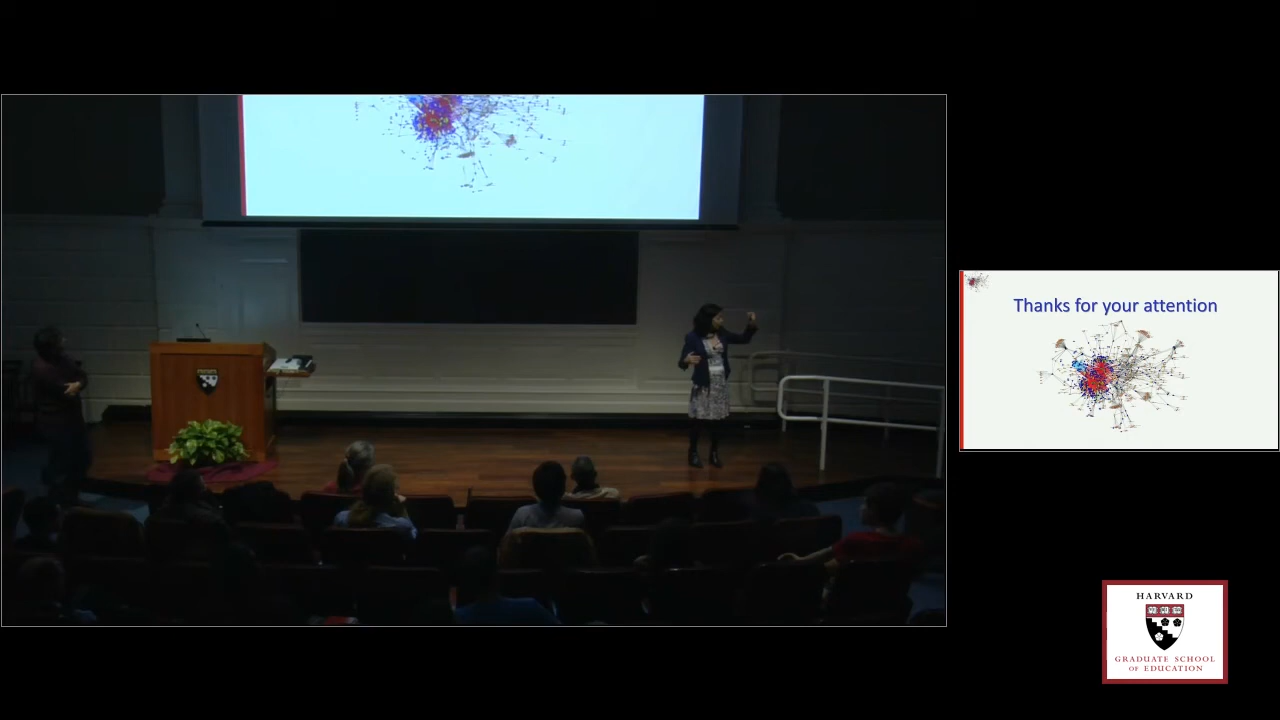 Thanks for your attention
HARVARD
GRADUATE SCHOOL
OF EDUCATION